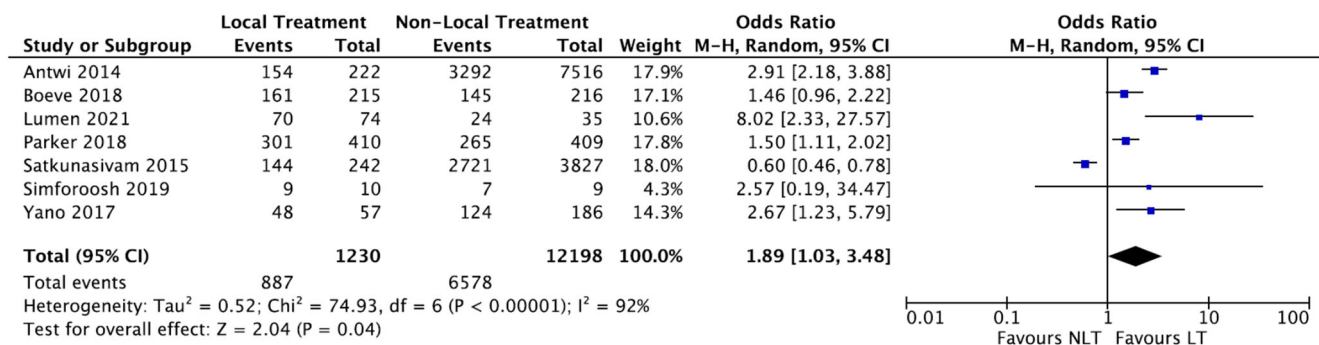 Local Treatment Non-Local Treatment Odds Ratio Odds Ratio
Study or Subgroup Events Total Events Total Weight M-H, Random, 95% CI M-H, Random, 95% CI
Antwi 2014 154 222 3292 7516 17.9% 2.91 [2.18, 3.88]
Boeve 2018 161 215 145 216 17.1% 1.46 [0.96, 2.22]
Lumen 2021 70 74 24 35 10.6% 8.02 [2.33, 27.57]
Parker 2018 301 410 265 409 17.8% 1.50 [1.11, 2.02]
Satkunasivam 2015 144 242 2721 3827 18.0% 0.60 [0.46, 0.78]
Simforoosh 2019 9 10 7 9 4.3% 2.57 [0.19, 34.47]
Yano 2017 48 57 124 186 14.3% 2.67 [1.23, 5.79]
Total (95% CI) 1230 12198 100.0% 1.89 [1.03, 3.48]
Total events 887 6578
Heterogeneity: Tau² = 0.52; Chi² = 74.93, df = 6 (P < 0.00001); I² = 92%
Test for overall effect: Z = 2.04 (P = 0.04)
0.01 0.1 1 10 100
Favours NLT Favours LT